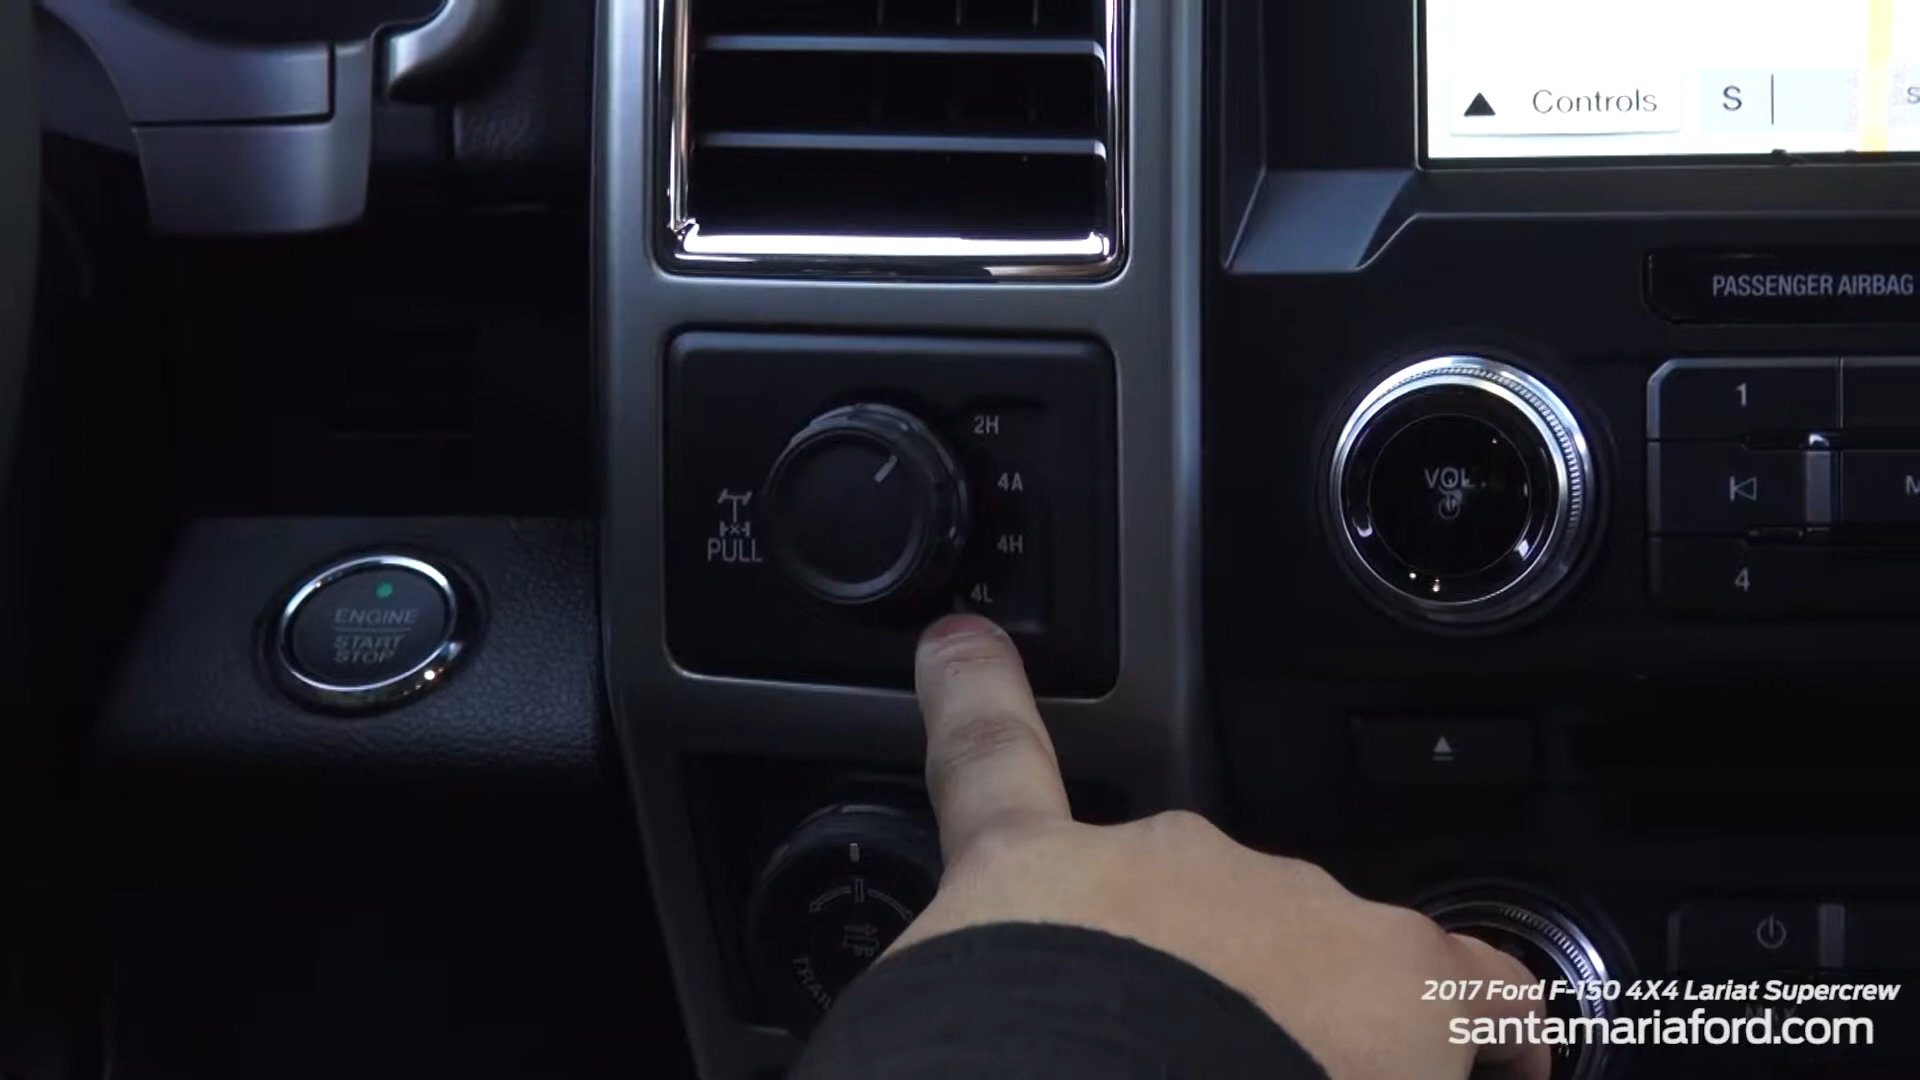 Controls
S
PASSENGER AIRBAG
2H
4A
4H
4L
PULL
VOL
1
4
ENGINE
START
STOP
2017 Ford F-150 4X4 Lariat Supercrew
santamariaford.com